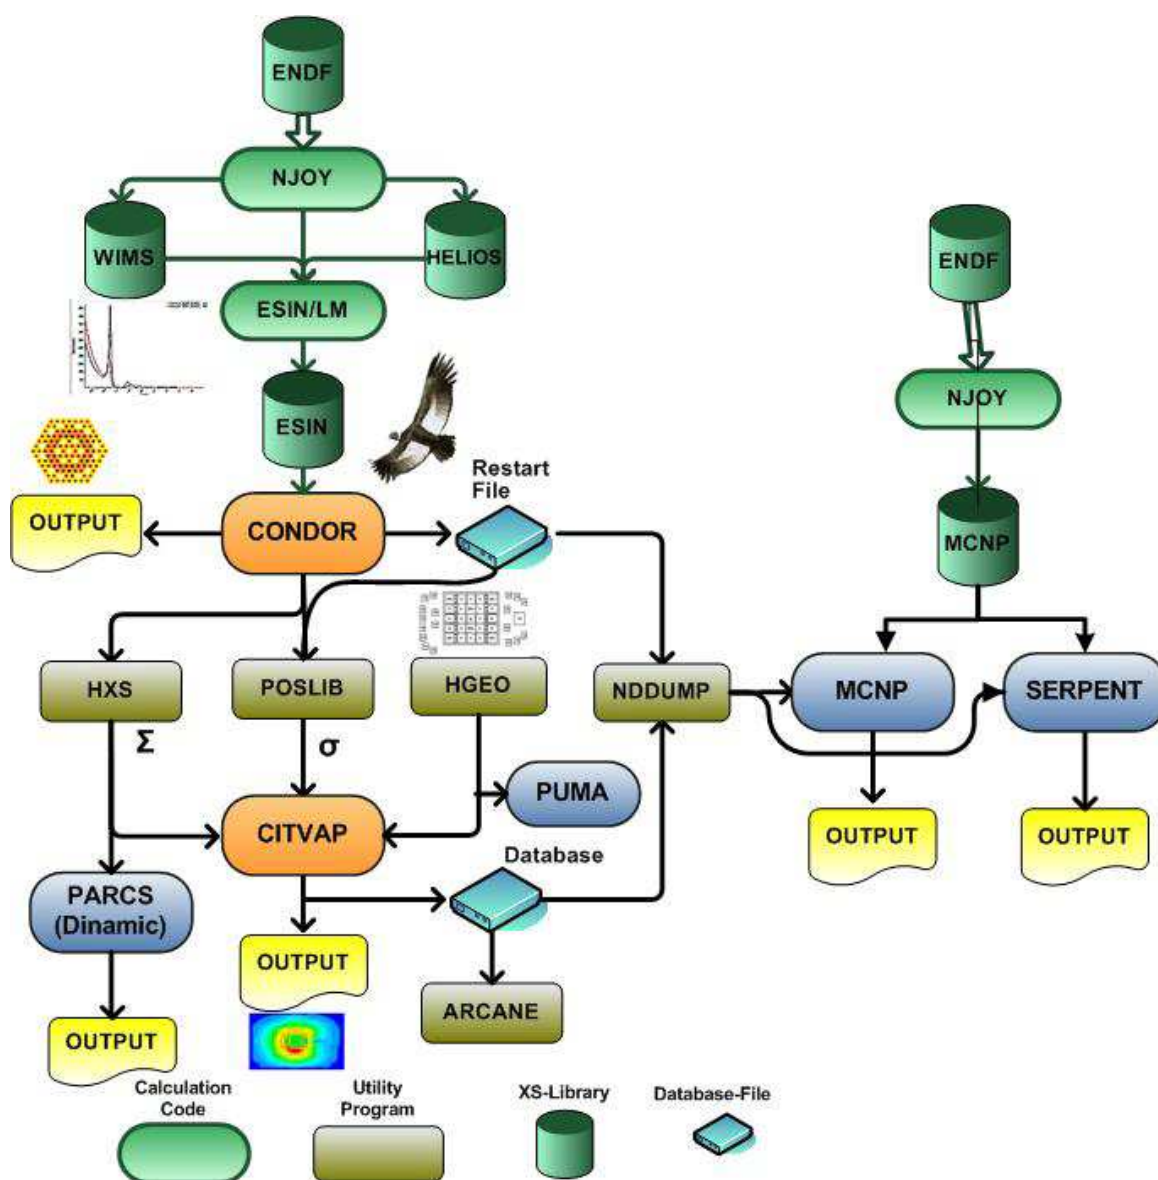 ENDF
NJOY
WIMS
HELIOS
ESIN/LM
ESIN
ENDF
NJOY
MCNP
Restart
File
OUTPUT
CONDOR
HXS
POSLIB
HGEO
NDDUMP
MCNP
SERPENT
Σ
σ
CITVAP
PUMA
OUTPUT
OUTPUT
PARCS
(Dinamic)
Database
OUTPUT
ARCANE
OUTPUT
Calculation
Code
Utility
Program
XS-Library
Database-File